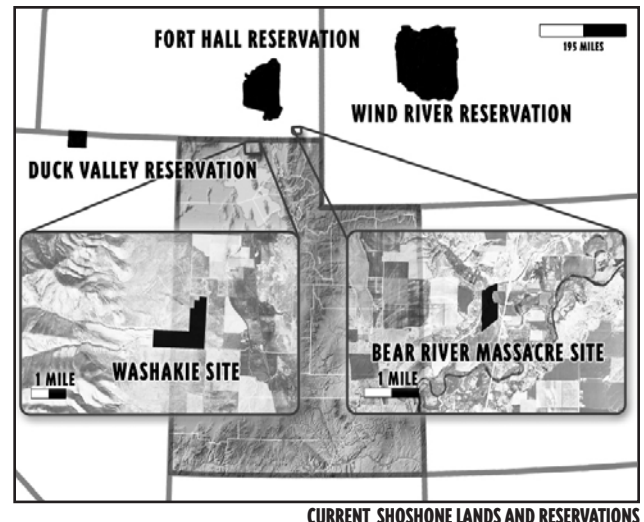 FORT HALL RESERVATION
195 MILES
WIND RIVER RESERVATION
DUCK VALLEY RESERVATION
WASHAKIE SITE
1 MILE
BEAR RIVER MASSACRE SITE
1 MILE
CURRENT SHOSHONE LANDS AND RESERVATIONS